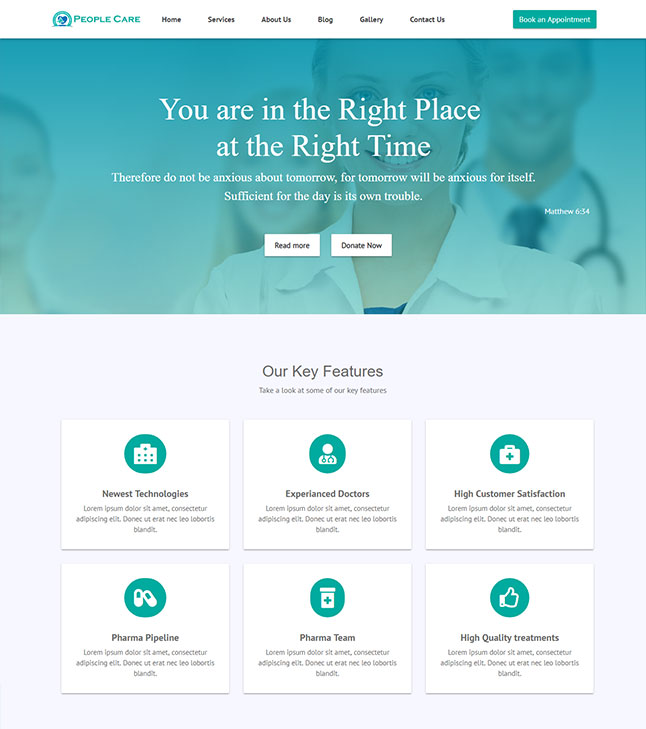 PEOPLE CARE Home Services About Us Blog Gallery Contact Us Book an Appointment
You are in the Right Place
at the Right Time
Therefore do not be anxious about tomorrow, for tomorrow will be anxious for itself.
Sufficient for the day is its own trouble.
Matthew 6:34
Read more Donate Now
Our Key Features
Take a look at some of our key features
Newest Technologies
Lorem ipsum dolor sit amet, consectetur
adipiscing elit. Donec ut erat nec leo lobortis
blandit.
Experianced Doctors
Lorem ipsum dolor sit amet, consectetur
adipiscing elit. Donec ut erat nec leo lobortis
blandit.
High Customer Satisfaction
Lorem ipsum dolor sit amet, consectetur
adipiscing elit. Donec ut erat nec leo lobortis
blandit.
Pharma Pipeline
Lorem ipsum dolor sit amet, consectetur
adipiscing elit. Donec ut erat nec leo lobortis
blandit.
Pharma Team
Lorem ipsum dolor sit amet, consectetur
adipiscing elit. Donec ut erat nec leo lobortis
blandit.
High Quality treatments
Lorem ipsum dolor sit amet, consectetur
adipiscing elit. Donec ut erat nec leo lobortis
blandit.